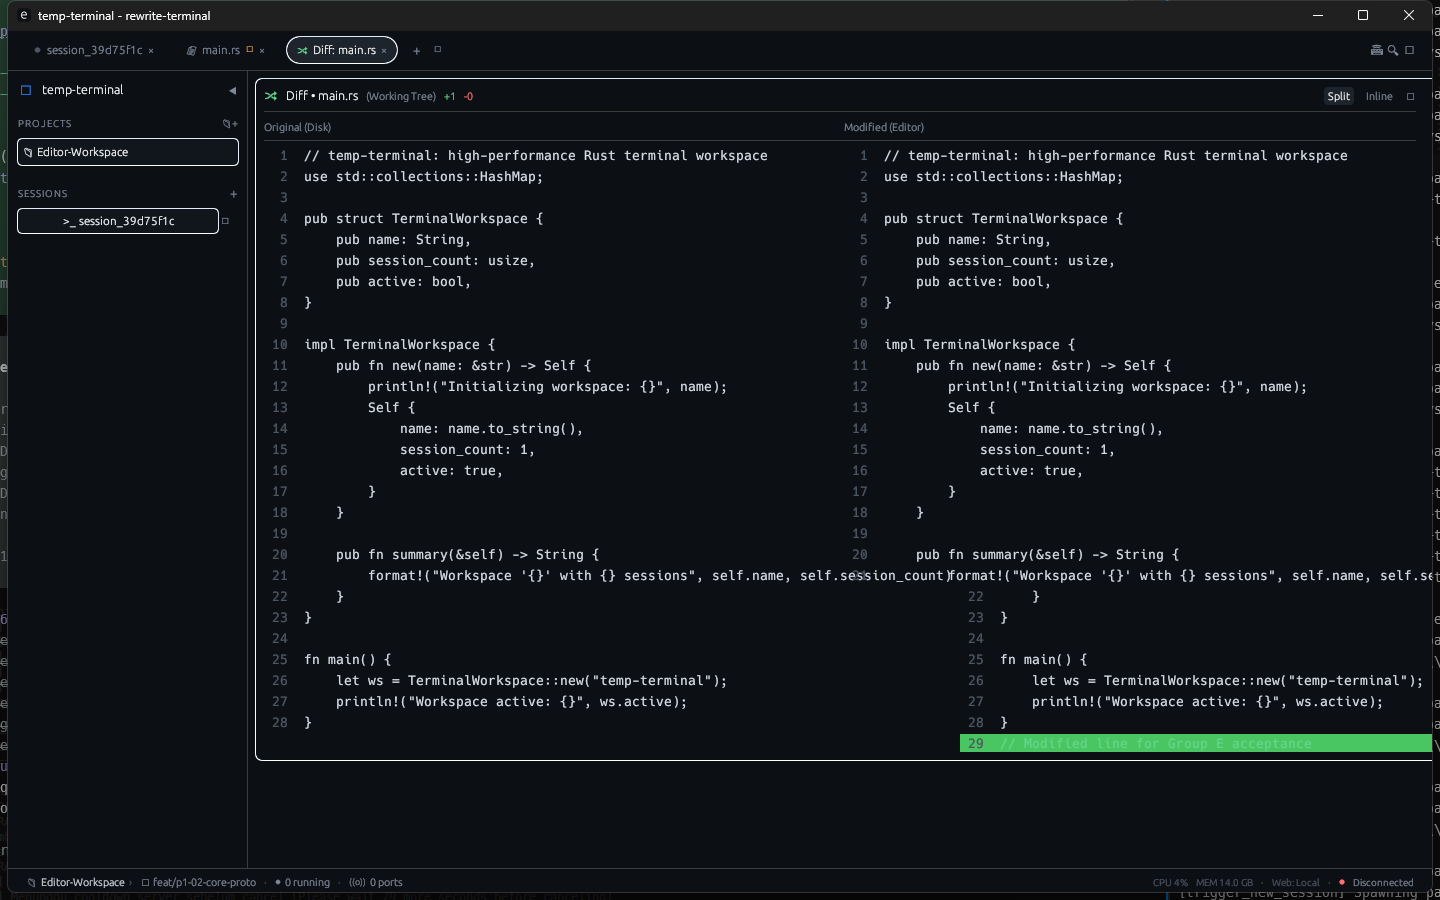 temp-terminal - rewrite-terminal
session_39d75f1c ×
main.rs ×
Diff: main.rs ×
+
temp-terminal
PROJECTS
Editor-Workspace
SESSIONS +
>_ session_39d75f1c
Diff • main.rs (Working Tree) +1 -0
Split Inline
Original (Disk)
1 // temp-terminal: high-performance Rust terminal workspace
2 use std::collections::HashMap;
3
4 pub struct TerminalWorkspace {
5 pub name: String,
6 pub session_count: usize,
7 pub active: bool,
8 }
9
10 impl TerminalWorkspace {
11 pub fn new(name: &str) -> Self {
12 println!("Initializing workspace: {}", name);
13 Self {
14 name: name.to_string(),
15 session_count: 1,
16 active: true,
17 }
18 }
19
20 pub fn summary(&self) -> String {
21 format!("Workspace '{}' with {} sessions", self.name, self.session_count)
22 }
23 }
24
25 fn main() {
26 let ws = TerminalWorkspace::new("temp-terminal");
27 println!("Workspace active: {}", ws.active);
28 }
Modified (Editor)
1 // temp-terminal: high-performance Rust terminal workspace
2 use std::collections::HashMap;
3
4 pub struct TerminalWorkspace {
5 pub name: String,
6 pub session_count: usize,
7 pub active: bool,
8 }
9
10 impl TerminalWorkspace {
11 pub fn new(name: &str) -> Self {
12 println!("Initializing workspace: {}", name);
13 Self {
14 name: name.to_string(),
15 session_count: 1,
16 active: true,
17 }
18 }
19
20 pub fn summary(&self) -> String {
21 format!("Workspace '{}' with {} sessions", self.name, self.se
22 }
23 }
24
25 fn main() {
26 let ws = TerminalWorkspace::new("temp-terminal");
27 println!("Workspace active: {}", ws.active);
28 }
29 // Modified line for Group E acceptance
Editor-Workspace › feat/p1-02-core-proto · 0 running · ((o)) 0 ports
CPU 4% MEM 14.0 GB · Web: Local · Disconnected
[trigger_new_session] Spawning pa